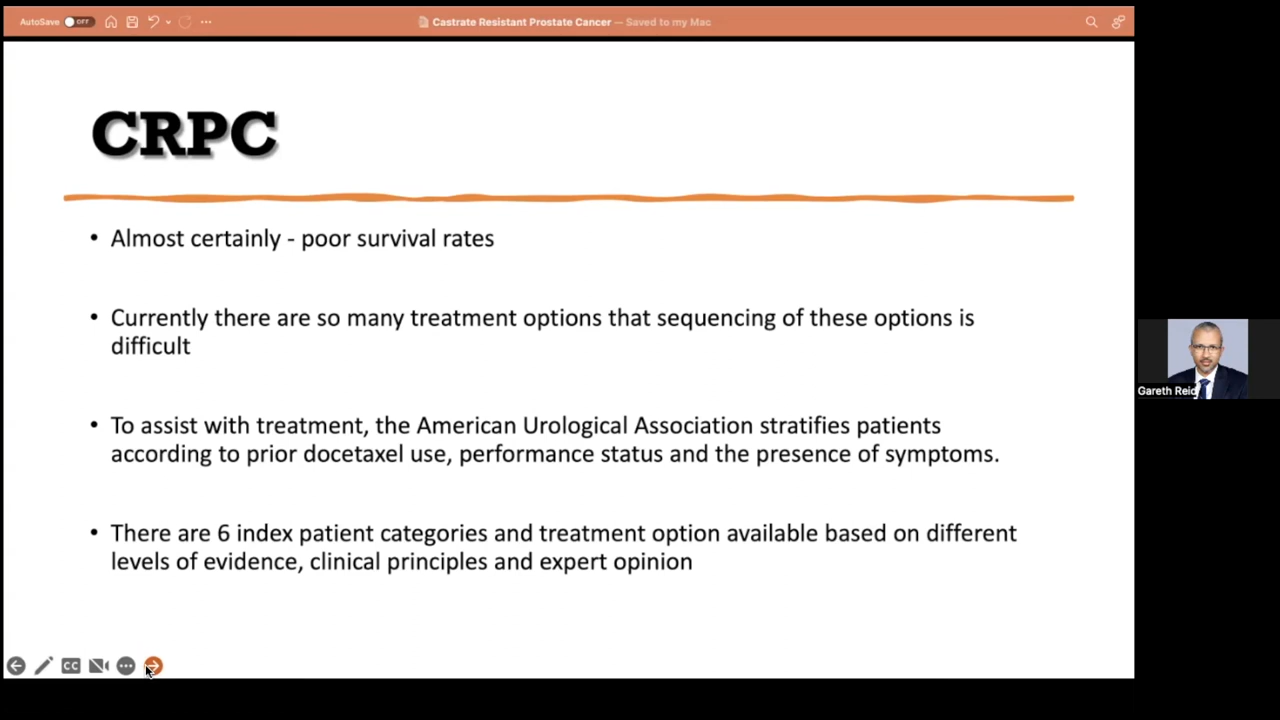 AutoSave OFF
Castrate Resistant Prostate Cancer — Saved to my Mac
CRPC
• Almost certainly - poor survival rates
• Currently there are so many treatment options that sequencing of these options is
difficult
• To assist with treatment, the American Urological Association stratifies patients
according to prior docetaxel use, performance status and the presence of symptoms.
• There are 6 index patient categories and treatment option available based on different
levels of evidence, clinical principles and expert opinion
CC
Gareth Reid